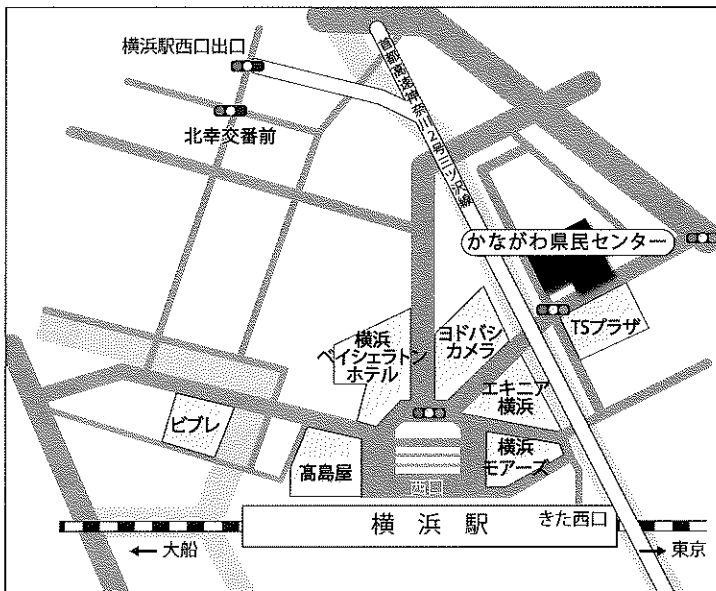 横浜駅西口出口
北幸交番前
首都高速神奈川2号三ツ沢線
かながわ県民センター
横浜
ベイシェラトン
ホテル
ヨドバシ
カメラ
TSプラザ
エキニア
横浜
ビブレ
髙島屋
横浜
モアーズ
西口
横浜駅
きた西口
← 大船
→ 東京